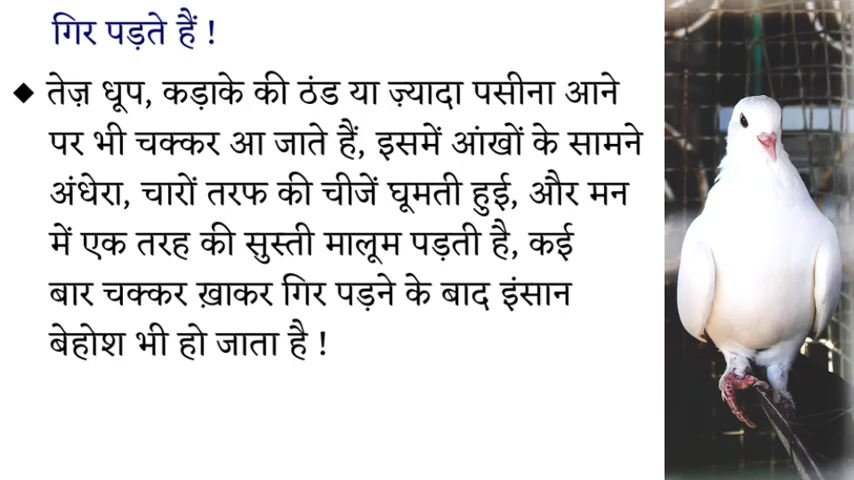 गिर पड़ते हैं !
◆ तेज़ धूप, कड़ाके की ठंड या ज़्यादा पसीना आने
पर भी चक्कर आ जाते हैं, इसमें आंखों के सामने
अंधेरा, चारों तरफ की चीजें घूमती हुई, और मन
में एक तरह की सुस्ती मालूम पड़ती है, कई
बार चक्कर ख़ाकर गिर पड़ने के बाद इंसान
बेहोश भी हो जाता है !